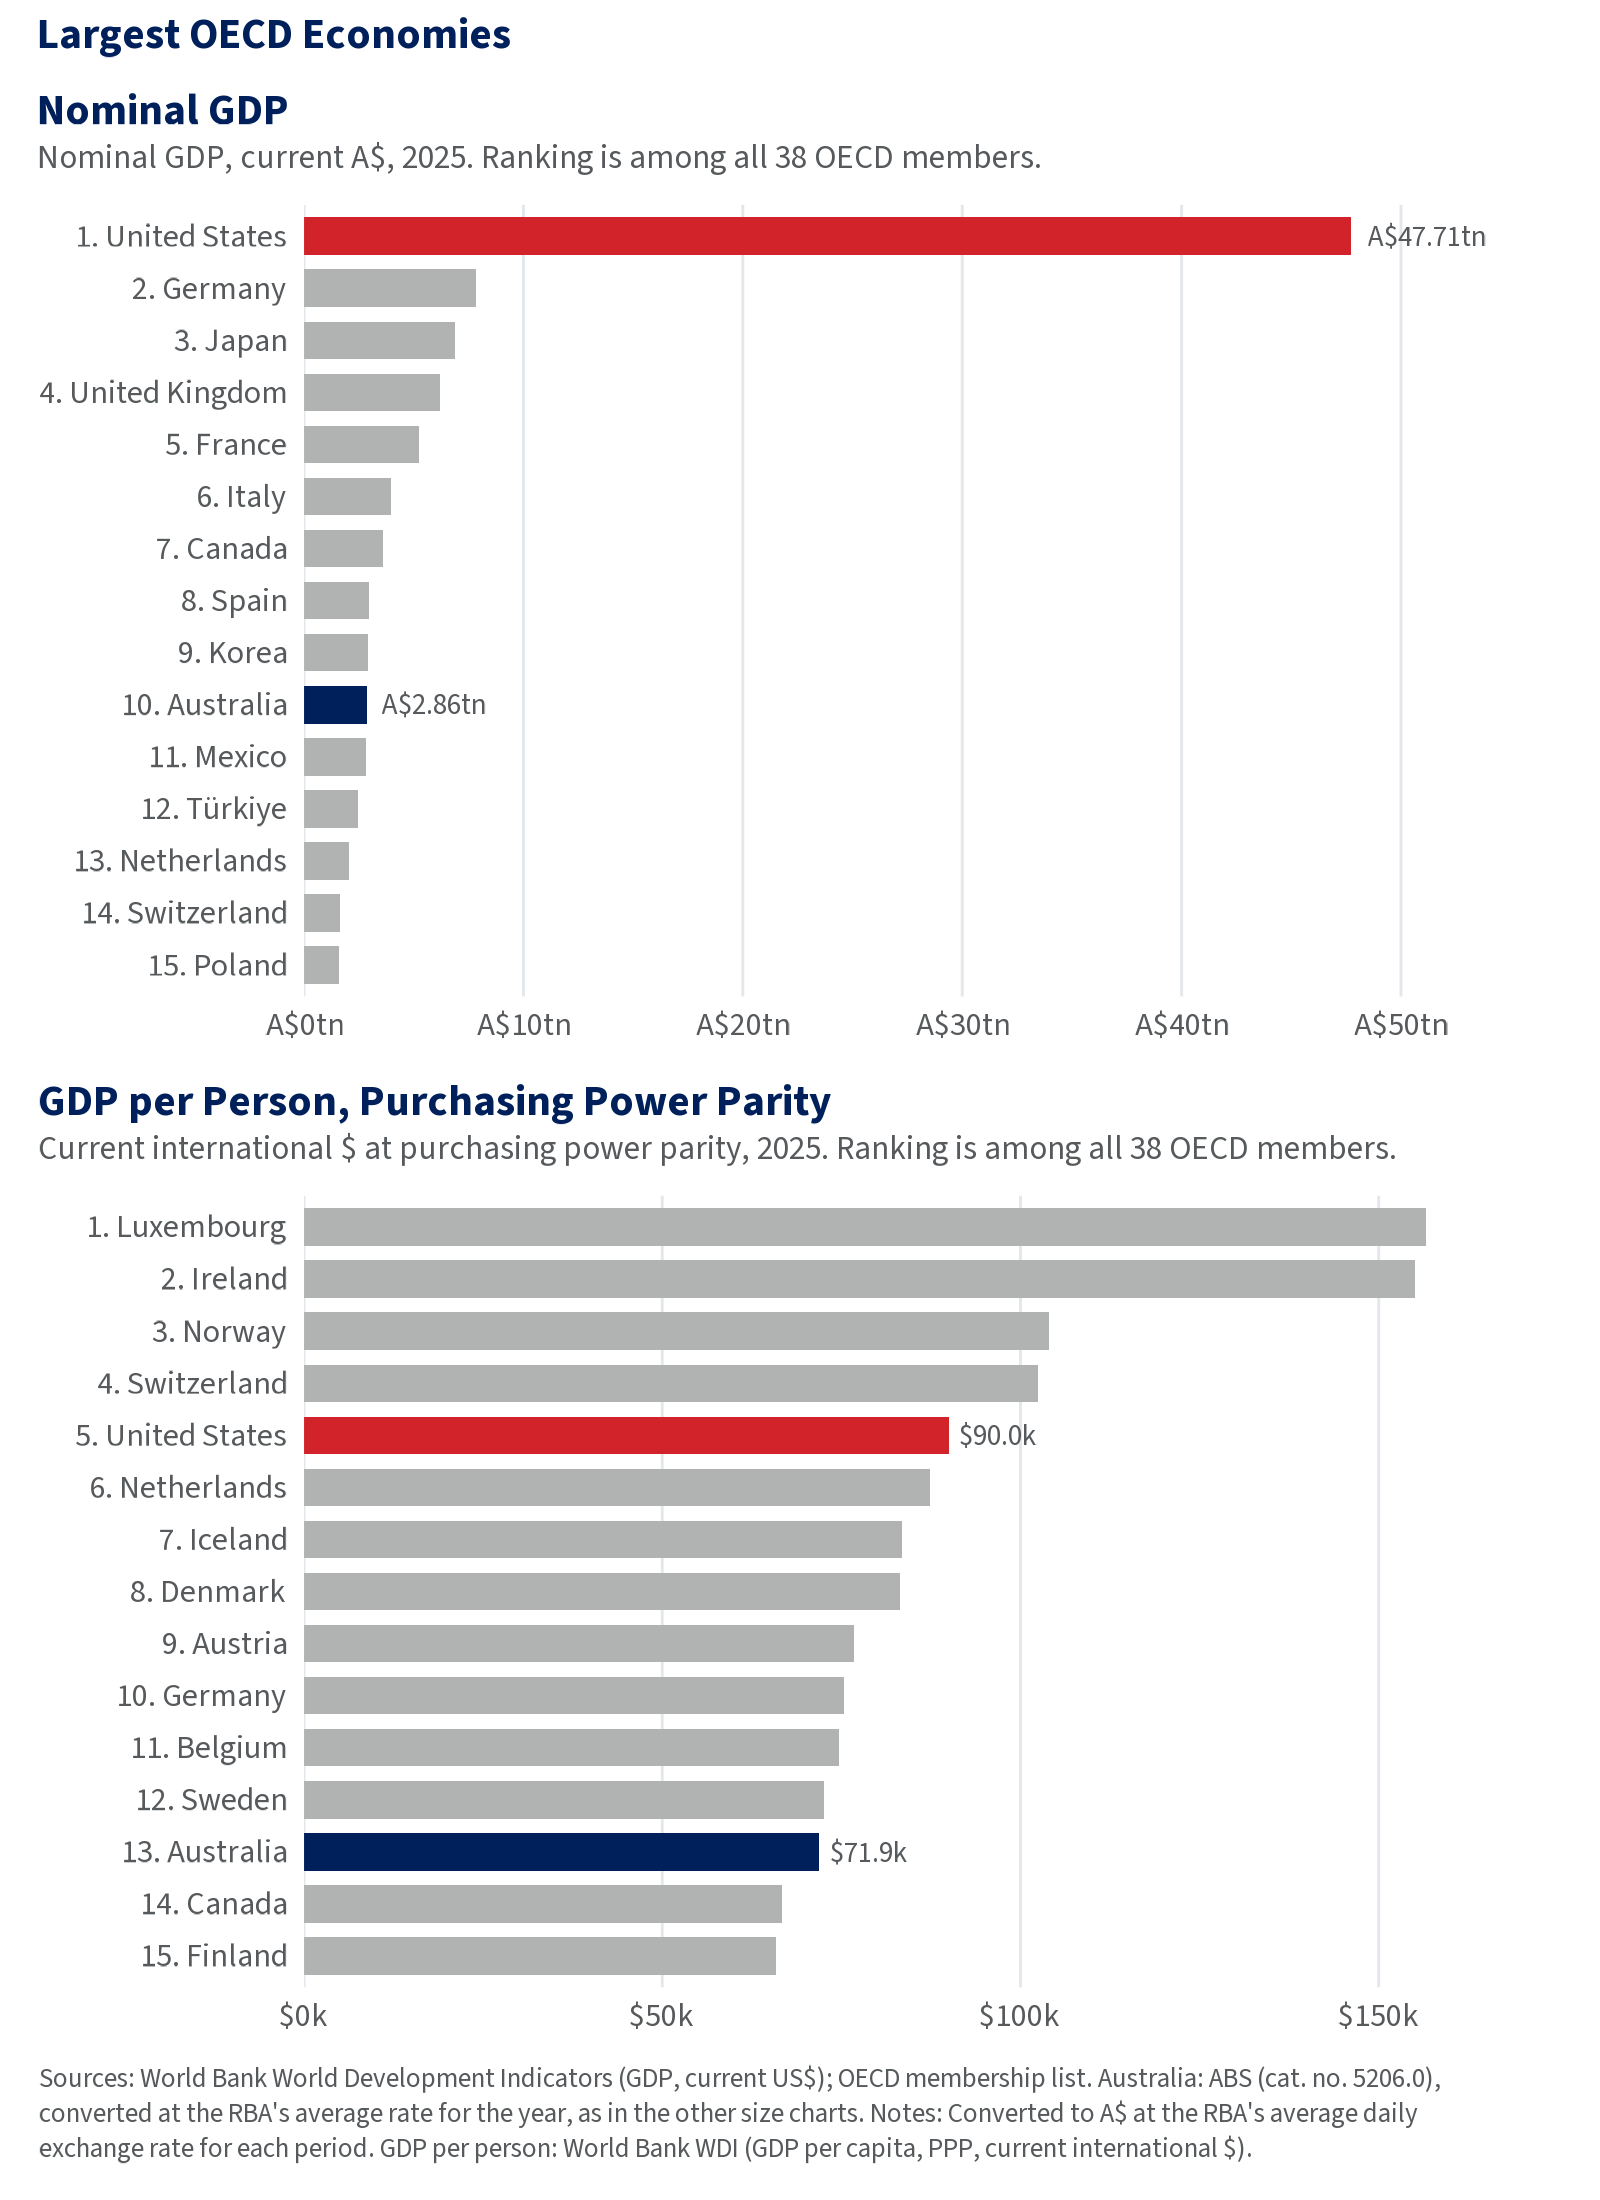 Largest OECD Economies
Nominal GDP
Nominal GDP, current A$, 2025. Ranking is among all 38 OECD members.
1. United States
A$47.71tn
2. Germany
3. Japan
4. United Kingdom
5. France
6. Italy
7. Canada
8. Spain
9. Korea
10. Australia
A$2.86tn
11. Mexico
12. Türkiye
13. Netherlands
14. Switzerland
15. Poland
A$0tn
A$10tn
A$20tn
A$30tn
A$40tn
A$50tn
GDP per Person, Purchasing Power Parity
Current international $ at purchasing power parity, 2025. Ranking is among all 38 OECD members.
1. Luxembourg
2. Ireland
3. Norway
4. Switzerland
5. United States
$90.0k
6. Netherlands
7. Iceland
8. Denmark
9. Austria
10. Germany
11. Belgium
12. Sweden
13. Australia
$71.9k
14. Canada
15. Finland
$0k
$50k
$100k
$150k
Sources: World Bank World Development Indicators (GDP, current US$); OECD membership list. Australia: ABS (cat. no. 5206.0),
converted at the RBA's average rate for the year, as in the other size charts. Notes: Converted to A$ at the RBA's average daily
exchange rate for each period. GDP per person: World Bank WDI (GDP per capita, PPP, current international $).